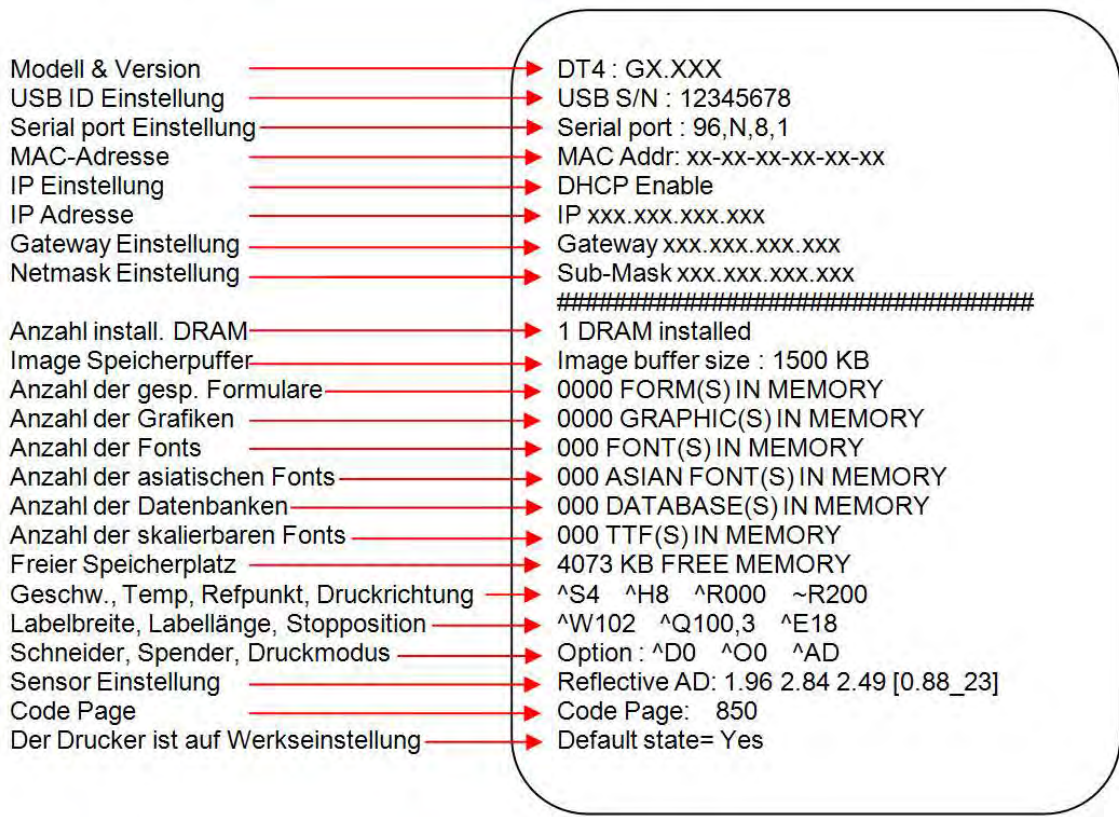 Modell & Version DT4 : GX.XXX
USB ID Einstellung USB S/N : 12345678
Serial port Einstellung Serial port : 96,N,8,1
MAC-Adresse MAC Addr: xx-xx-xx-xx-xx-xx
IP Einstellung DHCP Enable
IP Adresse IP xxx.xxx.xxx.xxx
Gateway Einstellung Gateway xxx.xxx.xxx.xxx
Netmask Einstellung Sub-Mask xxx.xxx.xxx.xxx
##################################
Anzahl install. DRAM 1 DRAM installed
Image Speicherpuffer Image buffer size : 1500 KB
Anzahl der gesp. Formulare 0000 FORM(S) IN MEMORY
Anzahl der Grafiken 0000 GRAPHIC(S) IN MEMORY
Anzahl der Fonts 000 FONT(S) IN MEMORY
Anzahl der asiatischen Fonts 000 ASIAN FONT(S) IN MEMORY
Anzahl der Datenbanken 000 DATABASE(S) IN MEMORY
Anzahl der skalierbaren Fonts 000 TTF(S) IN MEMORY
Freier Speicherplatz 4073 KB FREE MEMORY
Geschw., Temp, Refpunkt, Druckrichtung ^S4 ^H8 ^R000 ~R200
Labelbreite, Labellänge, Stopposition ^W102 ^Q100,3 ^E18
Schneider, Spender, Druckmodus Option : ^D0 ^O0 ^AD
Sensor Einstellung Reflective AD: 1.96 2.84 2.49 [0.88_23]
Code Page Code Page: 850
Der Drucker ist auf Werkseinstellung Default state= Yes